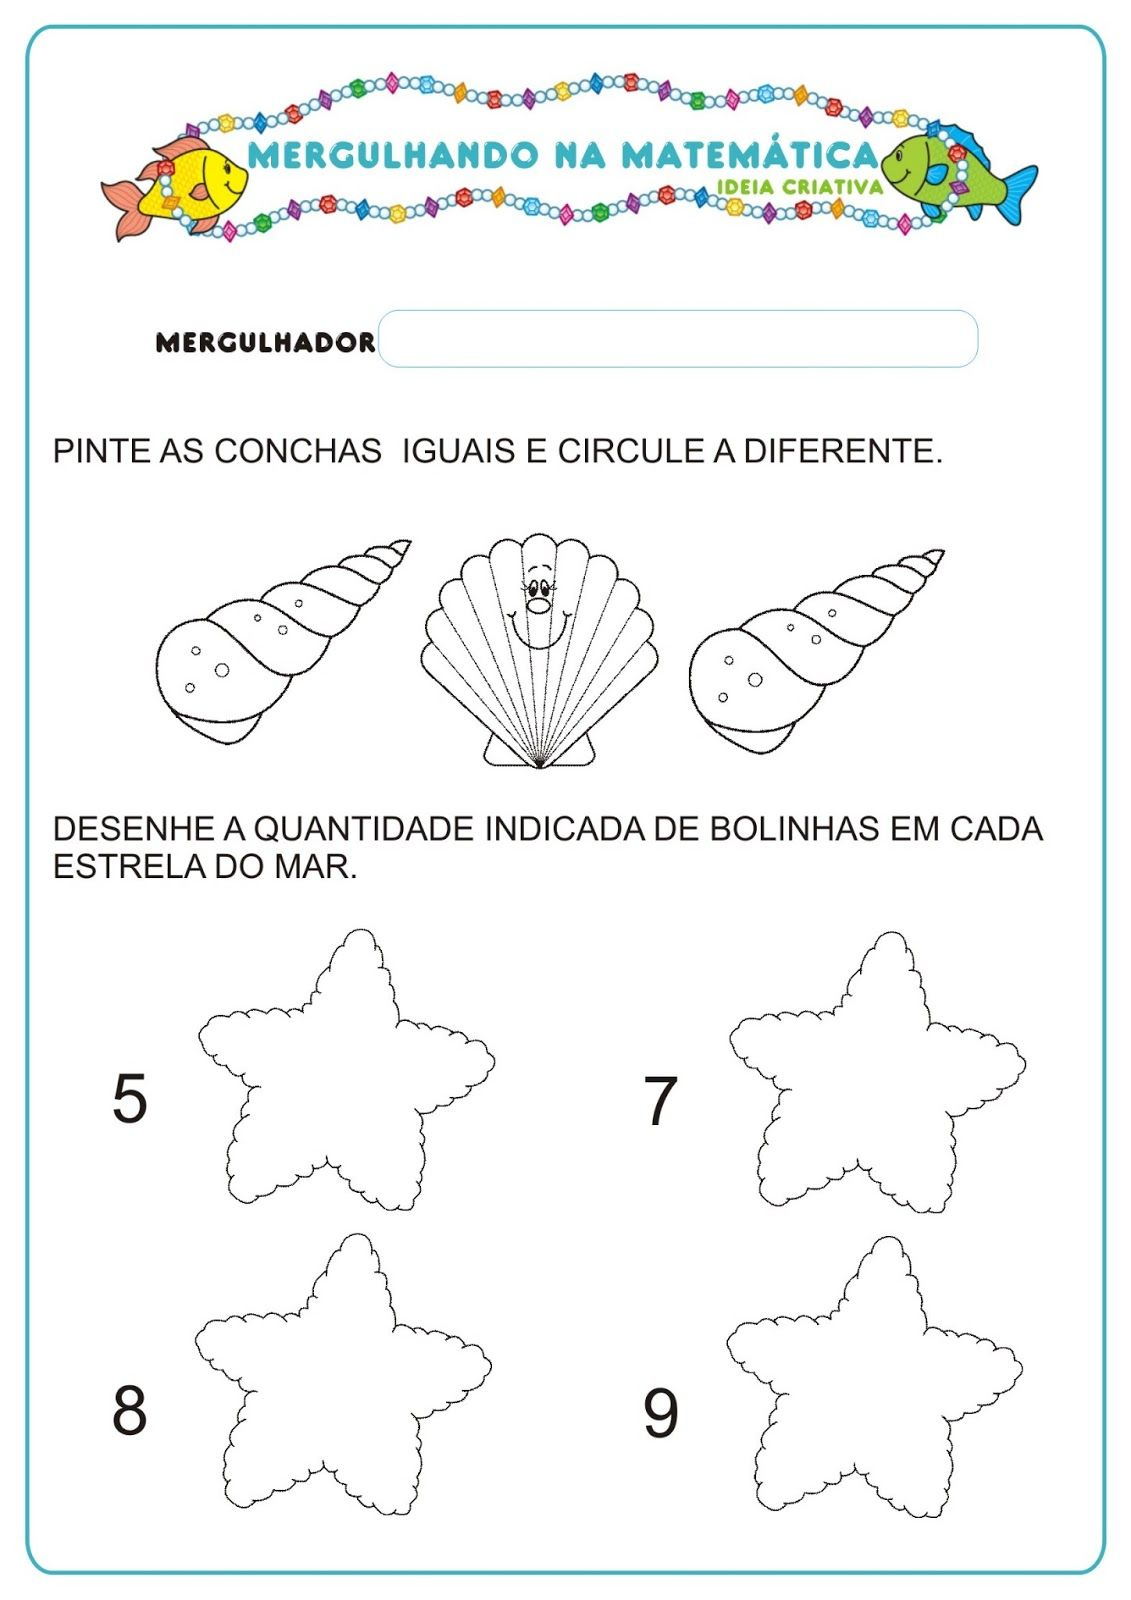 MERGULHANDO NA MATEMÁTICA
IDEIA CRIATIVA
MERGULHADOR
PINTE AS CONCHAS  IGUAIS E CIRCULE A DIFERENTE.
DESENHE A QUANTIDADE INDICADA DE BOLINHAS EM CADA
ESTRELA DO MAR.
5
7
8
9